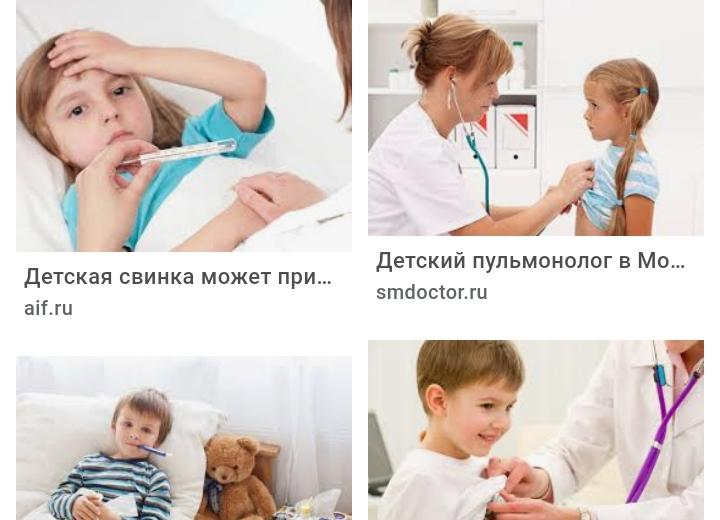 Детская свинка может при...
aif.ru
Детский пульмонолог в Мо...
smdoctor.ru